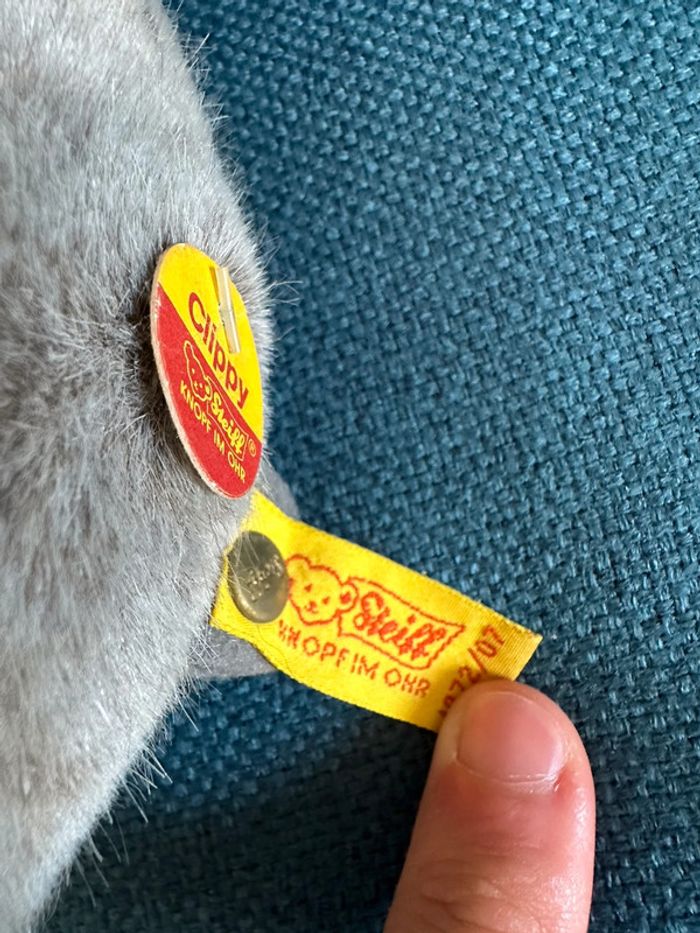 Clippy
Steiff®
KNOPF IM OHR
Steiff
KNOPF IM OHR